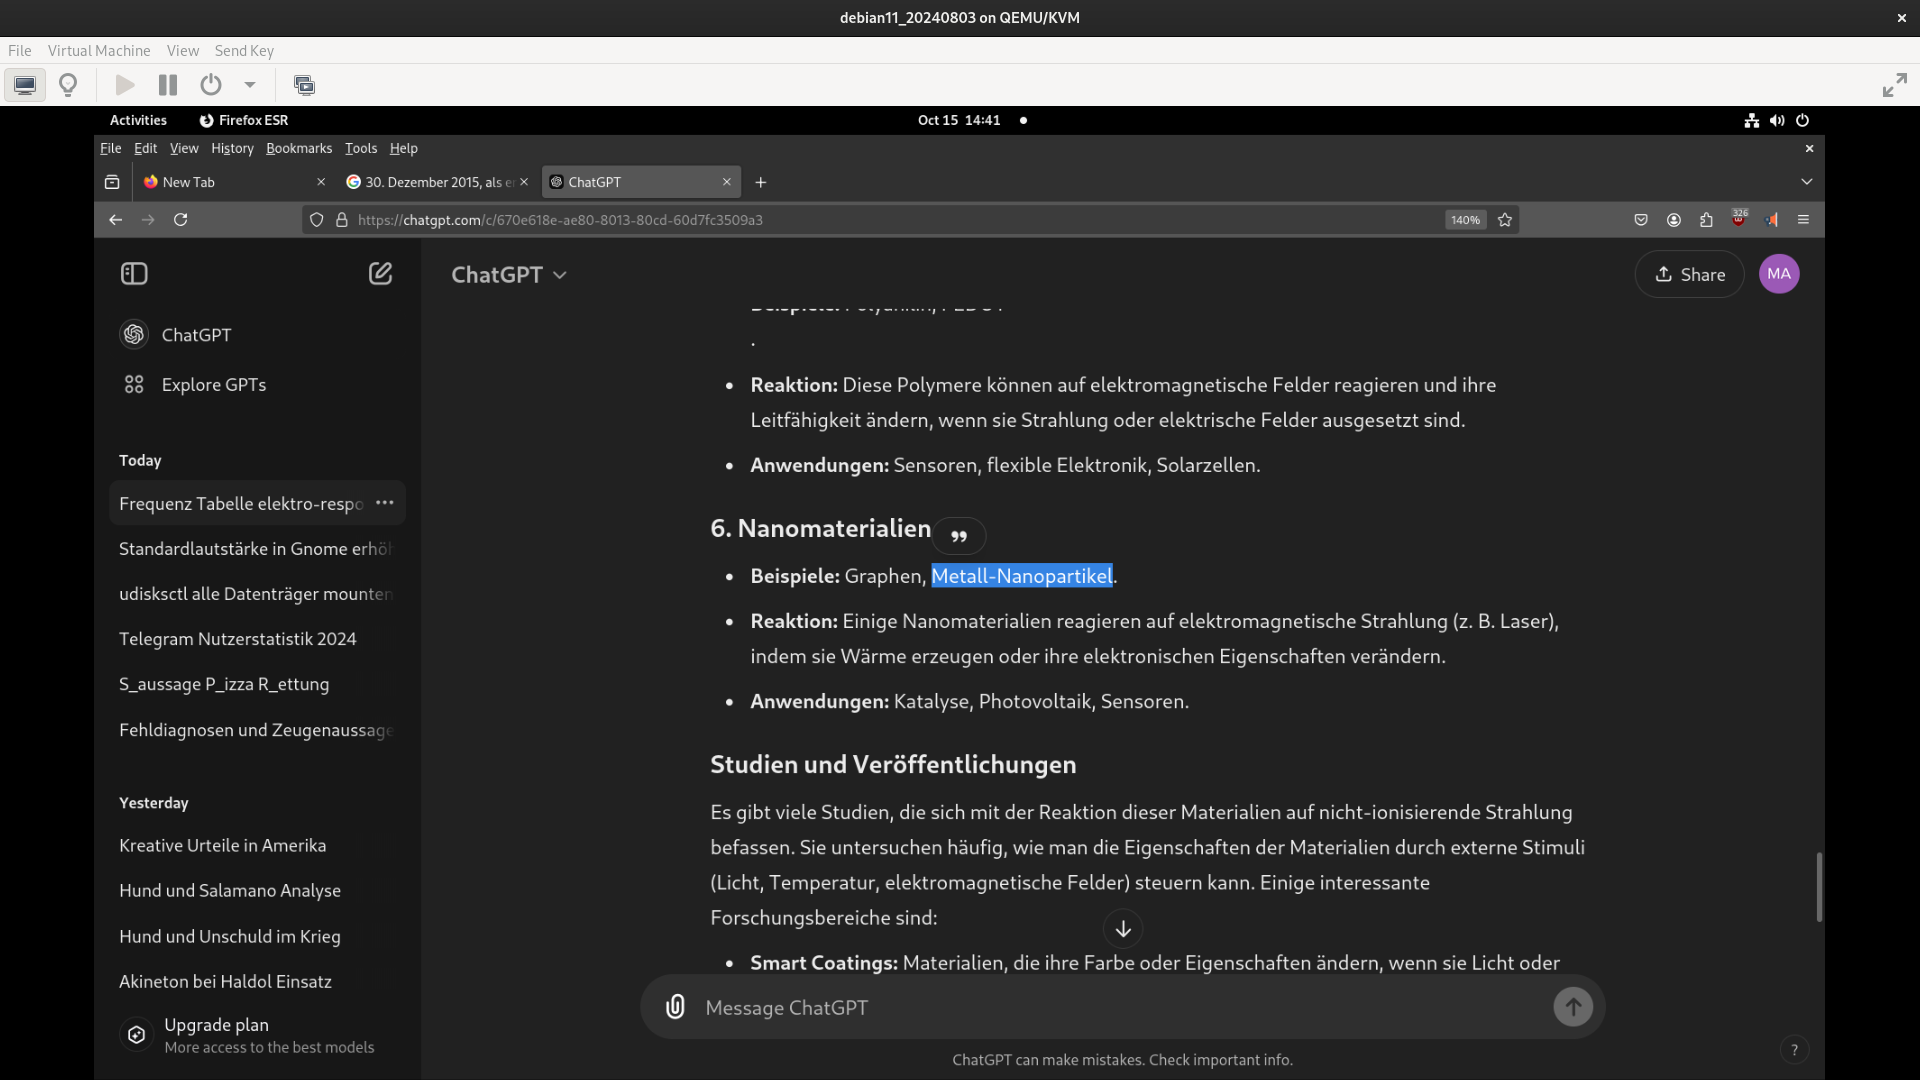 debian11_20240803 on QEMU/KVM
File Virtual Machine View Send Key
Activities Firefox ESR Oct 15 14:41
File Edit View History Bookmarks Tools Help
New Tab 30. Dezember 2015, als er ChatGPT
https://chatgpt.com/c/670e618e-ae80-8013-80cd-60d7fc3509a3 140% 326
ChatGPT
Explore GPTs
Today
Frequenz Tabelle elektro-respo
Standardlautstärke in Gnome erhöh
udisksctl alle Datenträger mounten
Telegram Nutzerstatistik 2024
S_aussage P_izza R_ettung
Fehldiagnosen und Zeugenaussage
Yesterday
Kreative Urteile in Amerika
Hund und Salamano Analyse
Hund und Unschuld im Krieg
Akineton bei Haldol Einsatz
Upgrade plan
More access to the best models
ChatGPT Share MA
Beispiele: Polyanilin, PEDOT
.
Reaktion: Diese Polymere können auf elektromagnetische Felder reagieren und ihre
Leitfähigkeit ändern, wenn sie Strahlung oder elektrische Felder ausgesetzt sind.
Anwendungen: Sensoren, flexible Elektronik, Solarzellen.
6. Nanomaterialien
Beispiele: Graphen, Metall-Nanopartikel.
Reaktion: Einige Nanomaterialien reagieren auf elektromagnetische Strahlung (z. B. Laser),
indem sie Wärme erzeugen oder ihre elektronischen Eigenschaften verändern.
Anwendungen: Katalyse, Photovoltaik, Sensoren.
Studien und Veröffentlichungen
Es gibt viele Studien, die sich mit der Reaktion dieser Materialien auf nicht-ionisierende Strahlung
befassen. Sie untersuchen häufig, wie man die Eigenschaften der Materialien durch externe Stimuli
(Licht, Temperatur, elektromagnetische Felder) steuern kann. Einige interessante
Forschungsbereiche sind:
Smart Coatings: Materialien, die ihre Farbe oder Eigenschaften ändern, wenn sie Licht oder
Message ChatGPT
ChatGPT can make mistakes. Check important info.
?